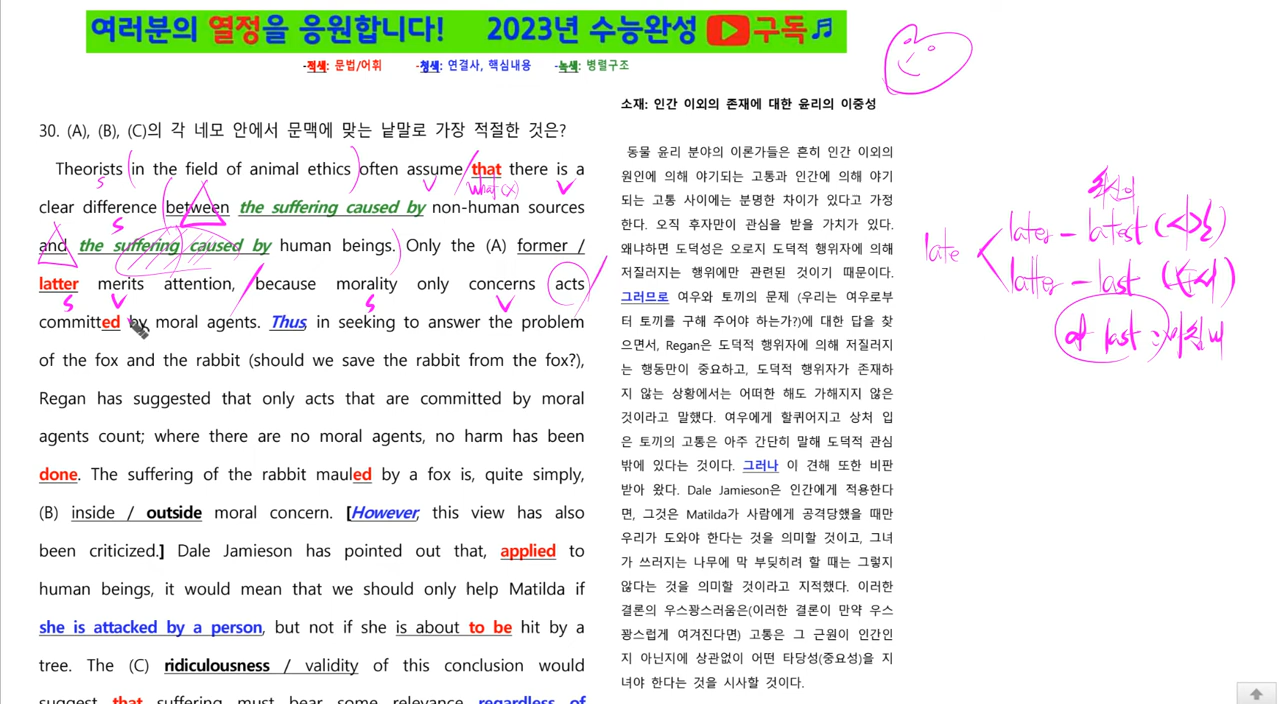 여러분의 열정을 응원합니다! 2023년 수능완성 구독♬
-적색: 문법/어휘 -청색: 연결사, 핵심내용 -녹색: 병렬구조
30. (A), (B), (C)의 각 네모 안에서 문맥에 맞는 낱말로 가장 적절한 것은?
Theorists in the field of animal ethics often assume that there is a
what (x)
clear difference between the suffering caused by non-human sources
and the suffering caused by human beings. Only the (A) former /
latter merits attention, because morality only concerns acts
committed by moral agents. Thus, in seeking to answer the problem
of the fox and the rabbit (should we save the rabbit from the fox?),
Regan has suggested that only acts that are committed by moral
agents count; where there are no moral agents, no harm has been
done. The suffering of the rabbit mauled by a fox is, quite simply,
(B) inside / outside moral concern. [However, this view has also
been criticized.] Dale Jamieson has pointed out that, applied to
human beings, it would mean that we should only help Matilda if
she is attacked by a person, but not if she is about to be hit by a
tree. The (C) ridiculousness / validity of this conclusion would
suggest that suffering must bear some relevance regardless of
소재: 인간 이외의 존재에 대한 윤리의 이중성
동물 윤리 분야의 이론가들은 흔히 인간 이외의
원인에 의해 야기되는 고통과 인간에 의해 야기
되는 고통 사이에는 분명한 차이가 있다고 가정
한다. 오직 후자만이 관심을 받을 가치가 있다.
왜냐하면 도덕성은 오로지 도덕적 행위자에 의해
저질러지는 행위에만 관련된 것이기 때문이다.
그러므로 여우와 토끼의 문제 (우리는 여우로부
터 토끼를 구해 주어야 하는가?)에 대한 답을 찾
으면서, Regan은 도덕적 행위자에 의해 저질러지
는 행동만이 중요하고, 도덕적 행위자가 존재하
지 않는 상황에서는 어떠한 해도 가해지지 않은
것이라고 말했다. 여우에게 할퀴어지고 상처 입
은 토끼의 고통은 아주 간단히 말해 도덕적 관심
밖에 있다는 것이다. 그러나 이 견해 또한 비판
받아 왔다. Dale Jamieson은 인간에게 적용한다
면, 그것은 Matilda가 사람에게 공격당했을 때만
우리가 도와야 한다는 것을 의미할 것이고, 그녀
가 쓰러지는 나무에 막 부딪히려 할 때는 그렇지
않다는 것을 의미할 것이라고 지적했다. 이러한
결론의 우스꽝스러움은(이러한 결론이 만약 우스
꽝스럽게 여겨진다면) 고통은 그 근원이 인간인
지 아닌지에 상관없이 어떤 타당성(중요성)을 지
녀야 한다는 것을 시사할 것이다.
최신의
later - latest (시간)
late
latter - last (순서)
at last :